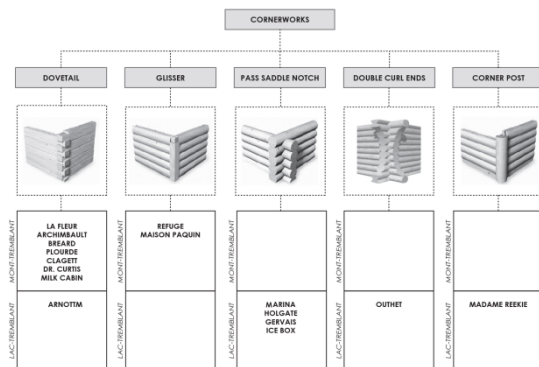 CORNERWORKS
DOVETAIL
GLISSER
PASS SADDLE NOTCH
DOUBLE CURL ENDS
CORNER POST
MONT-TREMBLANT
LA FLEUR
ARCHIMBAULT
BREARD
PLOURDE
CLAGETT
DR. CURTIS
MILK CABIN
MONT-TREMBLANT
REFUGE
MAISON PAQUIN
MONT-TREMBLANT
MONT-TREMBLANT
MONT-TREMBLANT
LAC-TREMBLANT
ARNOTTM
LAC-TREMBLANT
LAC-TREMBLANT
MARINA
HOLGATE
GERVAIS
ICE BOX
LAC-TREMBLANT
OUTHET
LAC-TREMBLANT
MADAME REEKIE